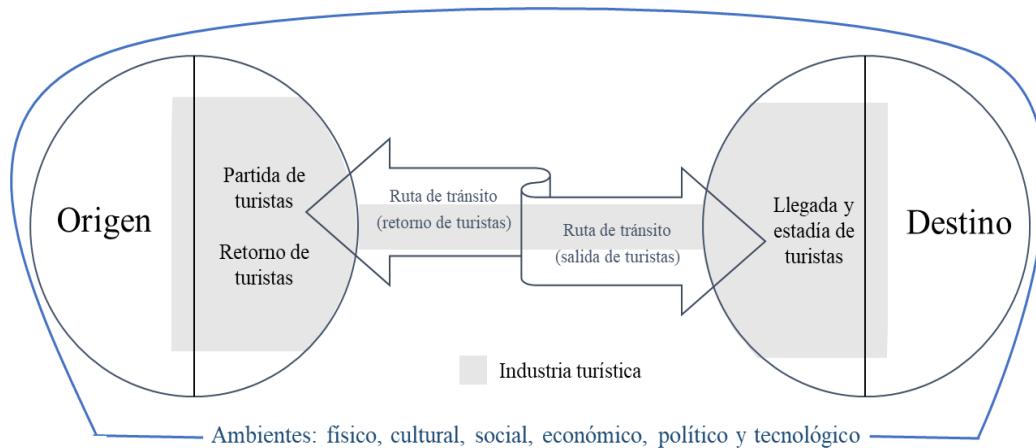 Origen
Partida de
turistas
Retorno de
turistas
Ruta de tránsito
(retorno de turistas)
Ruta de tránsito
(salida de turistas)
Llegada y
estadía de
turistas
Destino
Industria turística
Ambientes: físico, cultural, social, económico, político y tecnológico